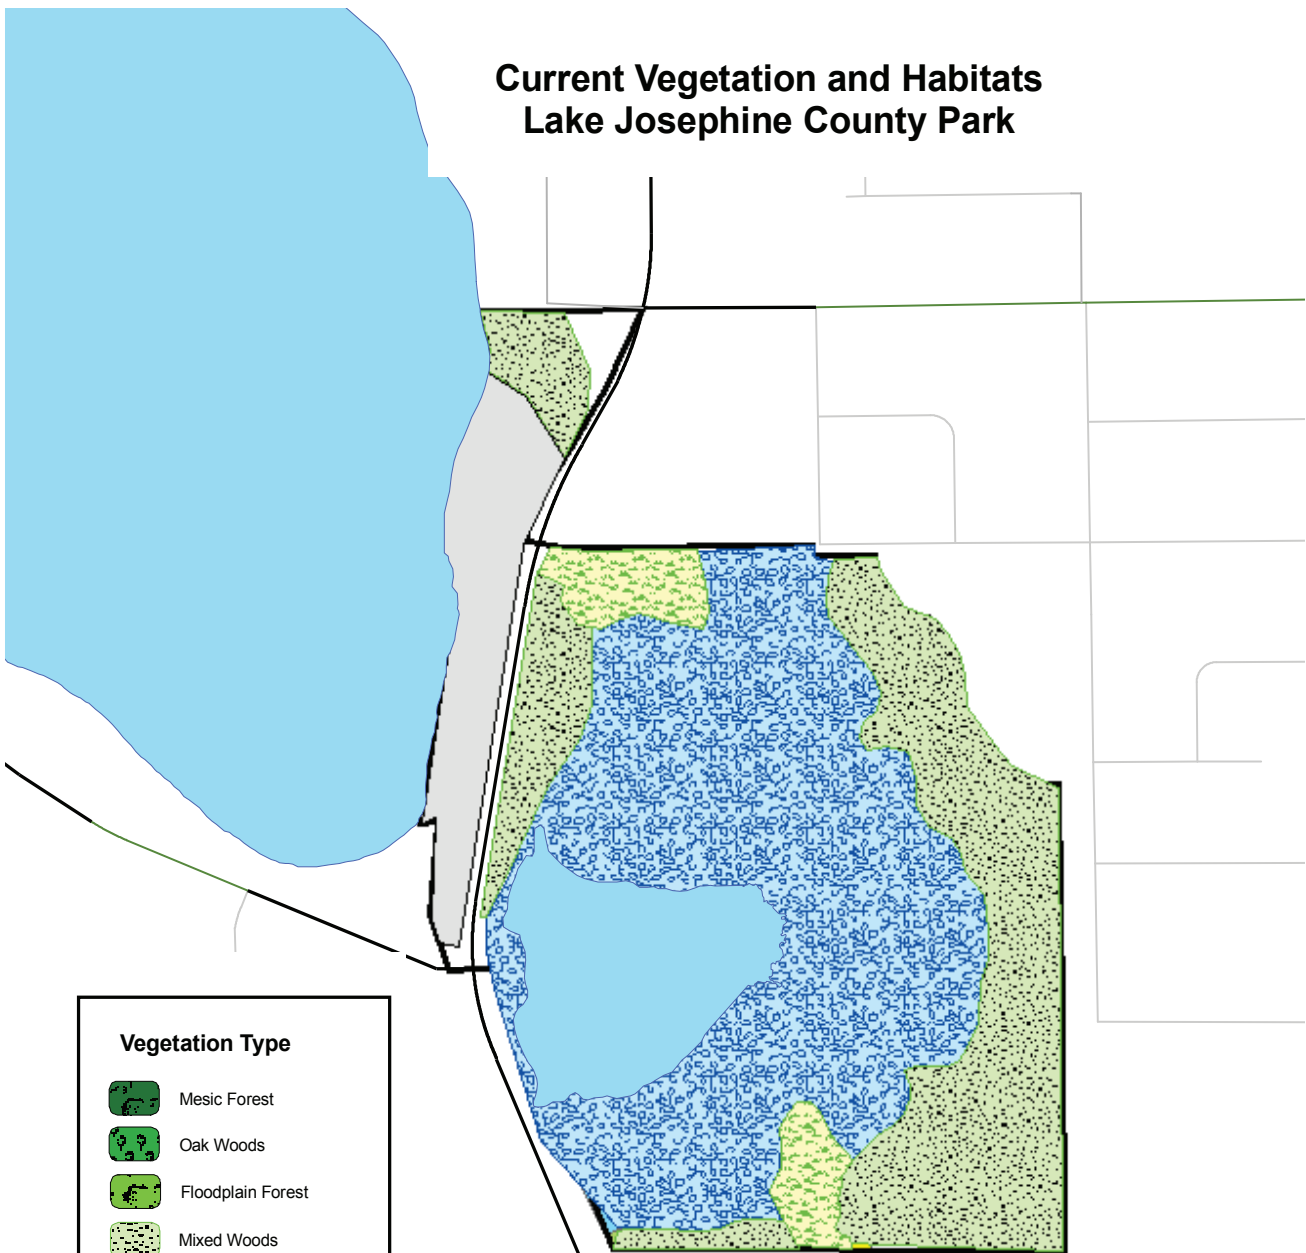 Current Vegetation and Habitats
Lake Josephine County Park
Vegetation Type
Mesic Forest
Oak Woods
Floodplain Forest
Mixed Woods